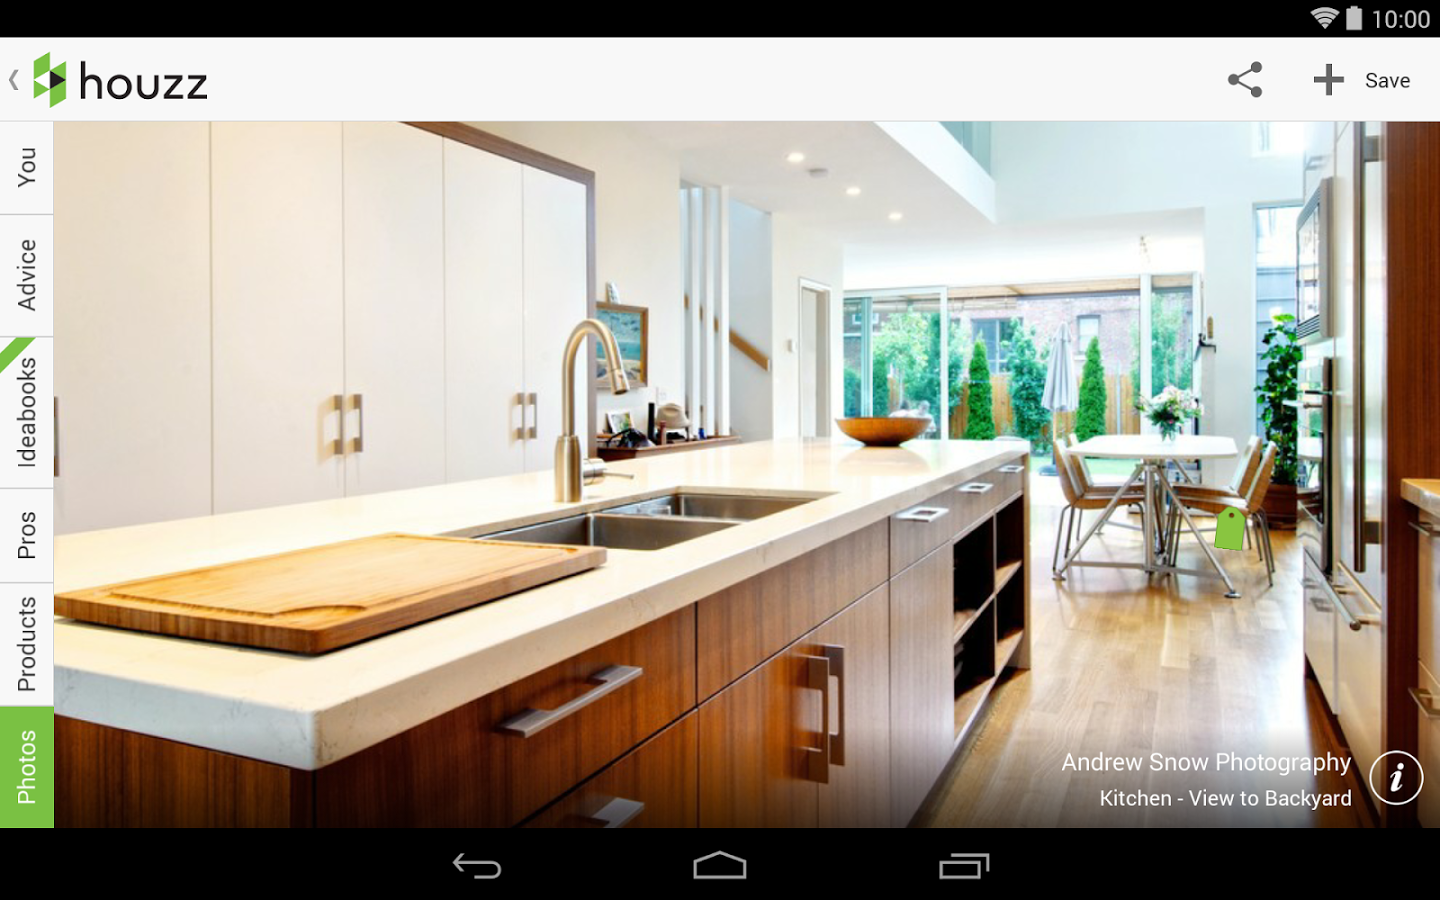 10:00
houzz
Save
You
Advice
Ideabooks
Pros
Products
Photos
Andrew Snow Photography
Kitchen - View to Backyard
i